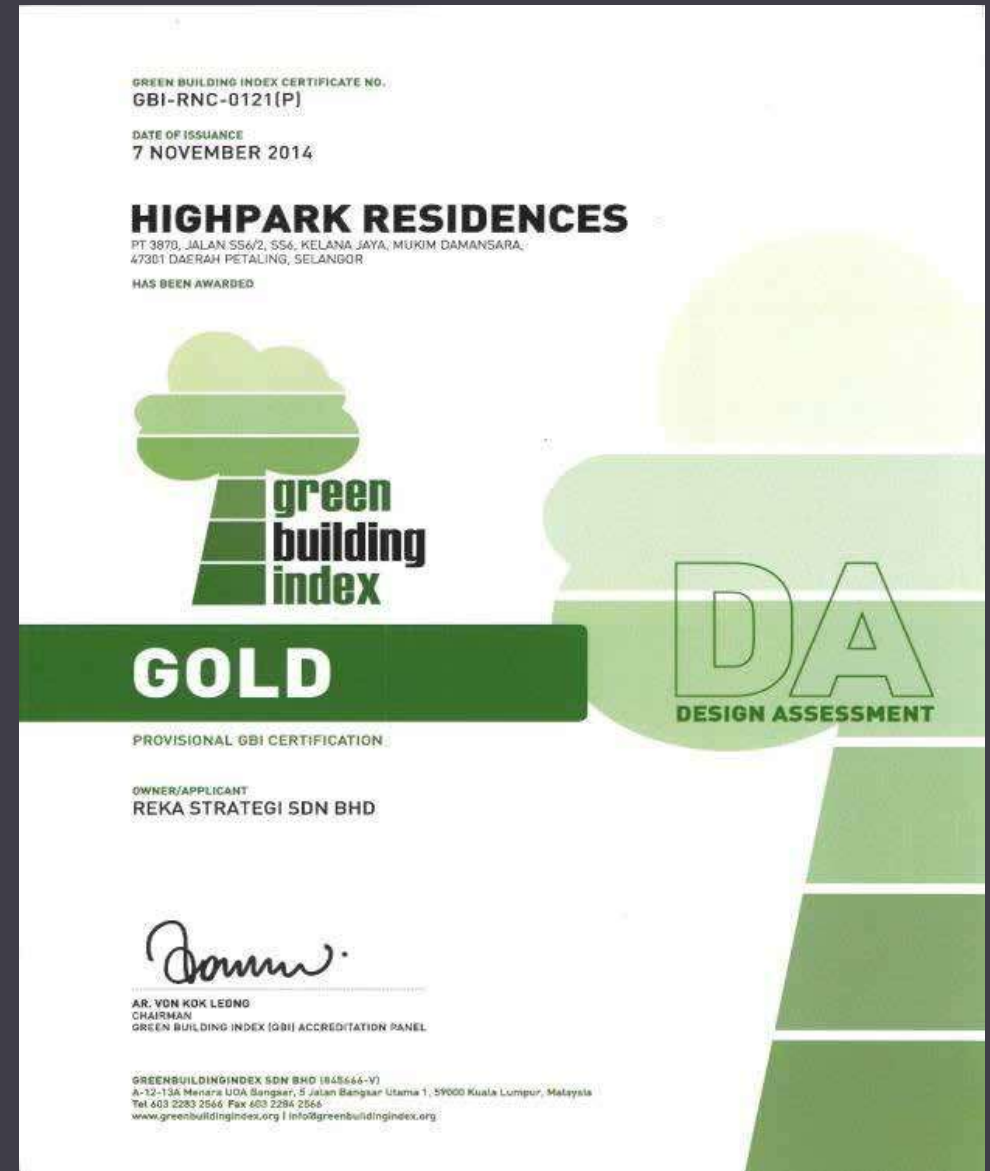 GREEN BUILDING INDEX CERTIFICATE NO.
GBI-RNC-0121(P)
DATE OF ISSUANCE
7 NOVEMBER 2014
HIGHPARK RESIDENCES
PT 3870, JALAN SS6/2, SS6, KELANA JAYA, MUKIM DAMANSARA,
47301 DAERAH PETALING, SELANGOR
HAS BEEN AWARDED
green
building
index
GOLD
DA
DESIGN ASSESSMENT
PROVISIONAL GBI CERTIFICATION
OWNER/APPLICANT
REKA STRATEGI SDN BHD
AR. VON KOK LEONG
CHAIRMAN
GREEN BUILDING INDEX (GBI) ACCREDITATION PANEL
GREENBUILDINGINDEX SDN BHD (845666-V)
A-12-13A Menara UOA Bangsar, 5 Jalan Bangsar Utama 1, 59000 Kuala Lumpur, Malaysia
Tel 603 2283 2566 Fax 603 2284 2566
www.greenbuildingindex.org | info@greenbuildingindex.org